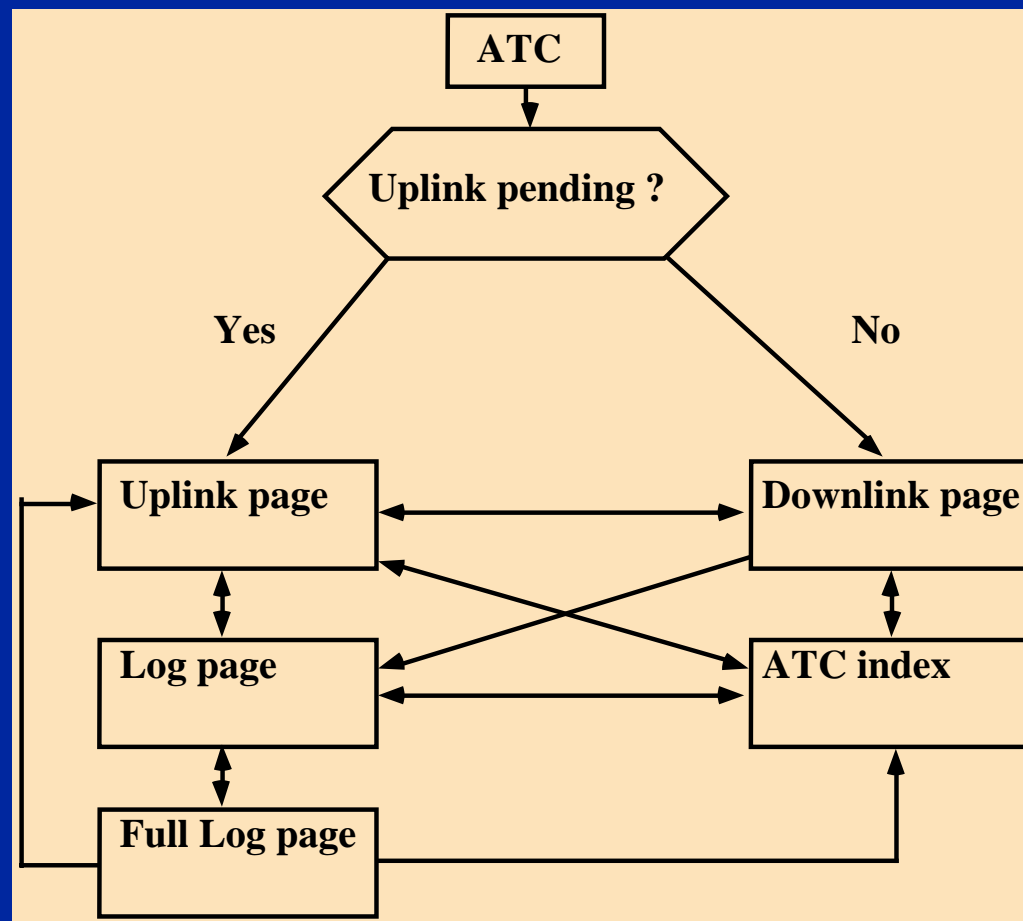 ATC
Uplink pending ?
Yes
No
Uplink page
Downlink page
Log page
ATC index
Full Log page